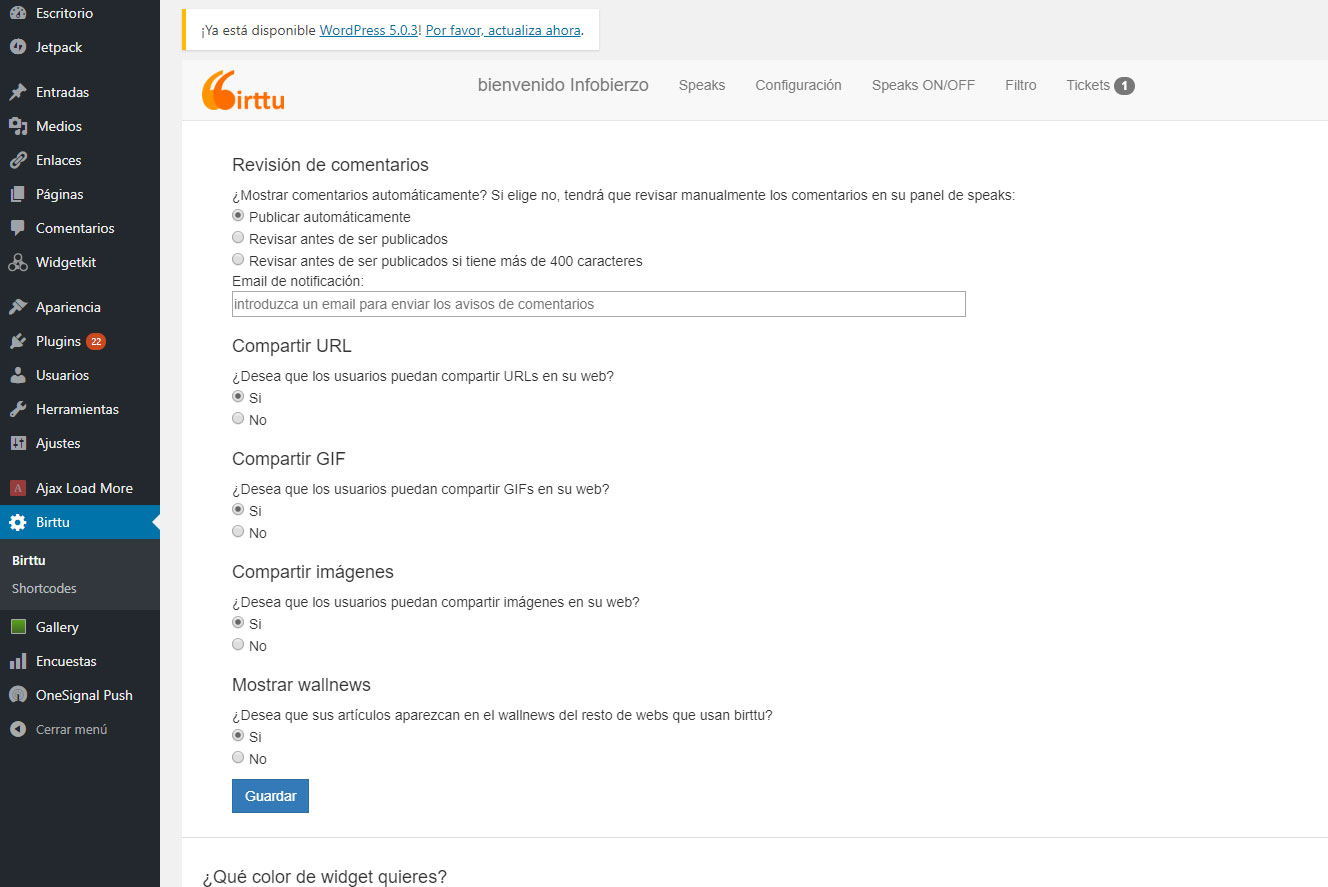 Escritorio
Jetpack
Entradas
Medios
Enlaces
Páginas
Comentarios
Widgetkit
Apariencia
Plugins 22
Usuarios
Herramientas
Ajustes
A Ajax Load More
Birttu
Birttu
Shortcodes
Gallery
Encuestas
OneSignal Push
Cerrar menú
¡Ya está disponible WordPress 5.0.3! Por favor, actualiza ahora.
Birttu bienvenido Infobierzo Speaks Configuración Speaks ON/OFF Filtro Tickets 1
Revisión de comentarios
¿Mostrar comentarios automáticamente? Si elige no, tendrá que revisar manualmente los comentarios en su panel de speaks:
Publicar automáticamente
Revisar antes de ser publicados
Revisar antes de ser publicados si tiene más de 400 caracteres
Email de notificación:
introduzca un email para enviar los avisos de comentarios
Compartir URL
¿Desea que los usuarios puedan compartir URLs en su web?
Si
No
Compartir GIF
¿Desea que los usuarios puedan compartir GIFs en su web?
Si
No
Compartir imágenes
¿Desea que los usuarios puedan compartir imágenes en su web?
Si
No
Mostrar wallnews
¿Desea que sus artículos aparezcan en el wallnews del resto de webs que usan birttu?
Si
No
Guardar
¿Qué color de widget quieres?